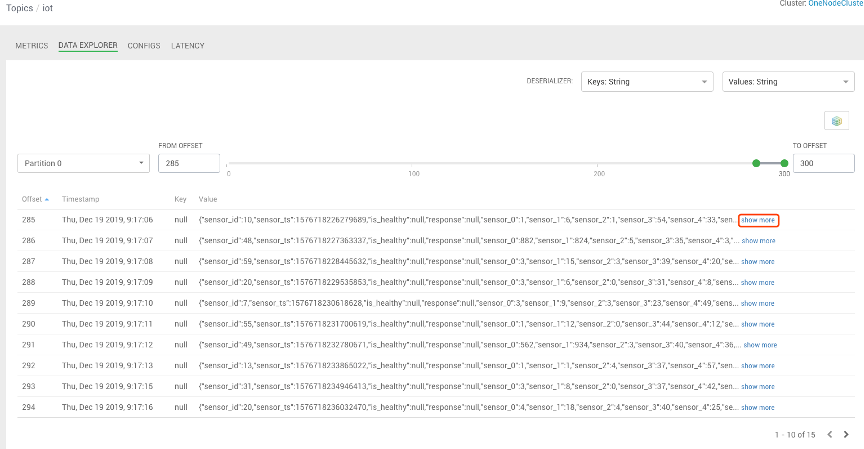 Topics / iot
Cluster: OneNodeCluste
METRICS DATA EXPLORER CONFIGS LATENCY
DESERIALIZER: Keys: String Values: String
FROM OFFSET TO OFFSET
Partition 0 285 300
0 100 200 300
Offset Timestamp Key Value
285 Thu, Dec 19 2019, 9:17:06 null {"sensor_id":10,"sensor_ts":1576718226279689,"is_healthy":null,"response":null,"sensor_0":1,"sensor_1":6,"sensor_2":1,"sensor_3":54,"sensor_4":33,"sen... show more
286 Thu, Dec 19 2019, 9:17:07 null {"sensor_id":48,"sensor_ts":1576718227363337,"is_healthy":null,"response":null,"sensor_0":882,"sensor_1":824,"sensor_2":5,"sensor_3":35,"sensor_4":3,"... show more
287 Thu, Dec 19 2019, 9:17:08 null {"sensor_id":59,"sensor_ts":1576718228445632,"is_healthy":null,"response":null,"sensor_0":3,"sensor_1":15,"sensor_2":3,"sensor_3":39,"sensor_4":20,"se... show more
288 Thu, Dec 19 2019, 9:17:09 null {"sensor_id":20,"sensor_ts":1576718229535853,"is_healthy":null,"response":null,"sensor_0":3,"sensor_1":6,"sensor_2":0,"sensor_3":31,"sensor_4":8,"sens... show more
289 Thu, Dec 19 2019, 9:17:10 null {"sensor_id":7,"sensor_ts":1576718230618628,"is_healthy":null,"response":null,"sensor_0":3,"sensor_1":9,"sensor_2":3,"sensor_3":23,"sensor_4":49,"sens... show more
290 Thu, Dec 19 2019, 9:17:11 null {"sensor_id":55,"sensor_ts":1576718231700619,"is_healthy":null,"response":null,"sensor_0":1,"sensor_1":12,"sensor_2":0,"sensor_3":44,"sensor_4":12,"se... show more
291 Thu, Dec 19 2019, 9:17:12 null {"sensor_id":49,"sensor_ts":1576718232780671,"is_healthy":null,"response":null,"sensor_0":562,"sensor_1":934,"sensor_2":3,"sensor_3":40,"sensor_4":36,... show more
292 Thu, Dec 19 2019, 9:17:13 null {"sensor_id":13,"sensor_ts":1576718233865022,"is_healthy":null,"response":null,"sensor_0":1,"sensor_1":1,"sensor_2":4,"sensor_3":37,"sensor_4":57,"sen... show more
293 Thu, Dec 19 2019, 9:17:15 null {"sensor_id":31,"sensor_ts":1576718234946413,"is_healthy":null,"response":null,"sensor_0":3,"sensor_1":8,"sensor_2":0,"sensor_3":37,"sensor_4":42,"sen... show more
294 Thu, Dec 19 2019, 9:17:16 null {"sensor_id":20,"sensor_ts":1576718236032470,"is_healthy":null,"response":null,"sensor_0":4,"sensor_1":18,"sensor_2":4,"sensor_3":40,"sensor_4":25,"se... show more
1 - 10 of 15